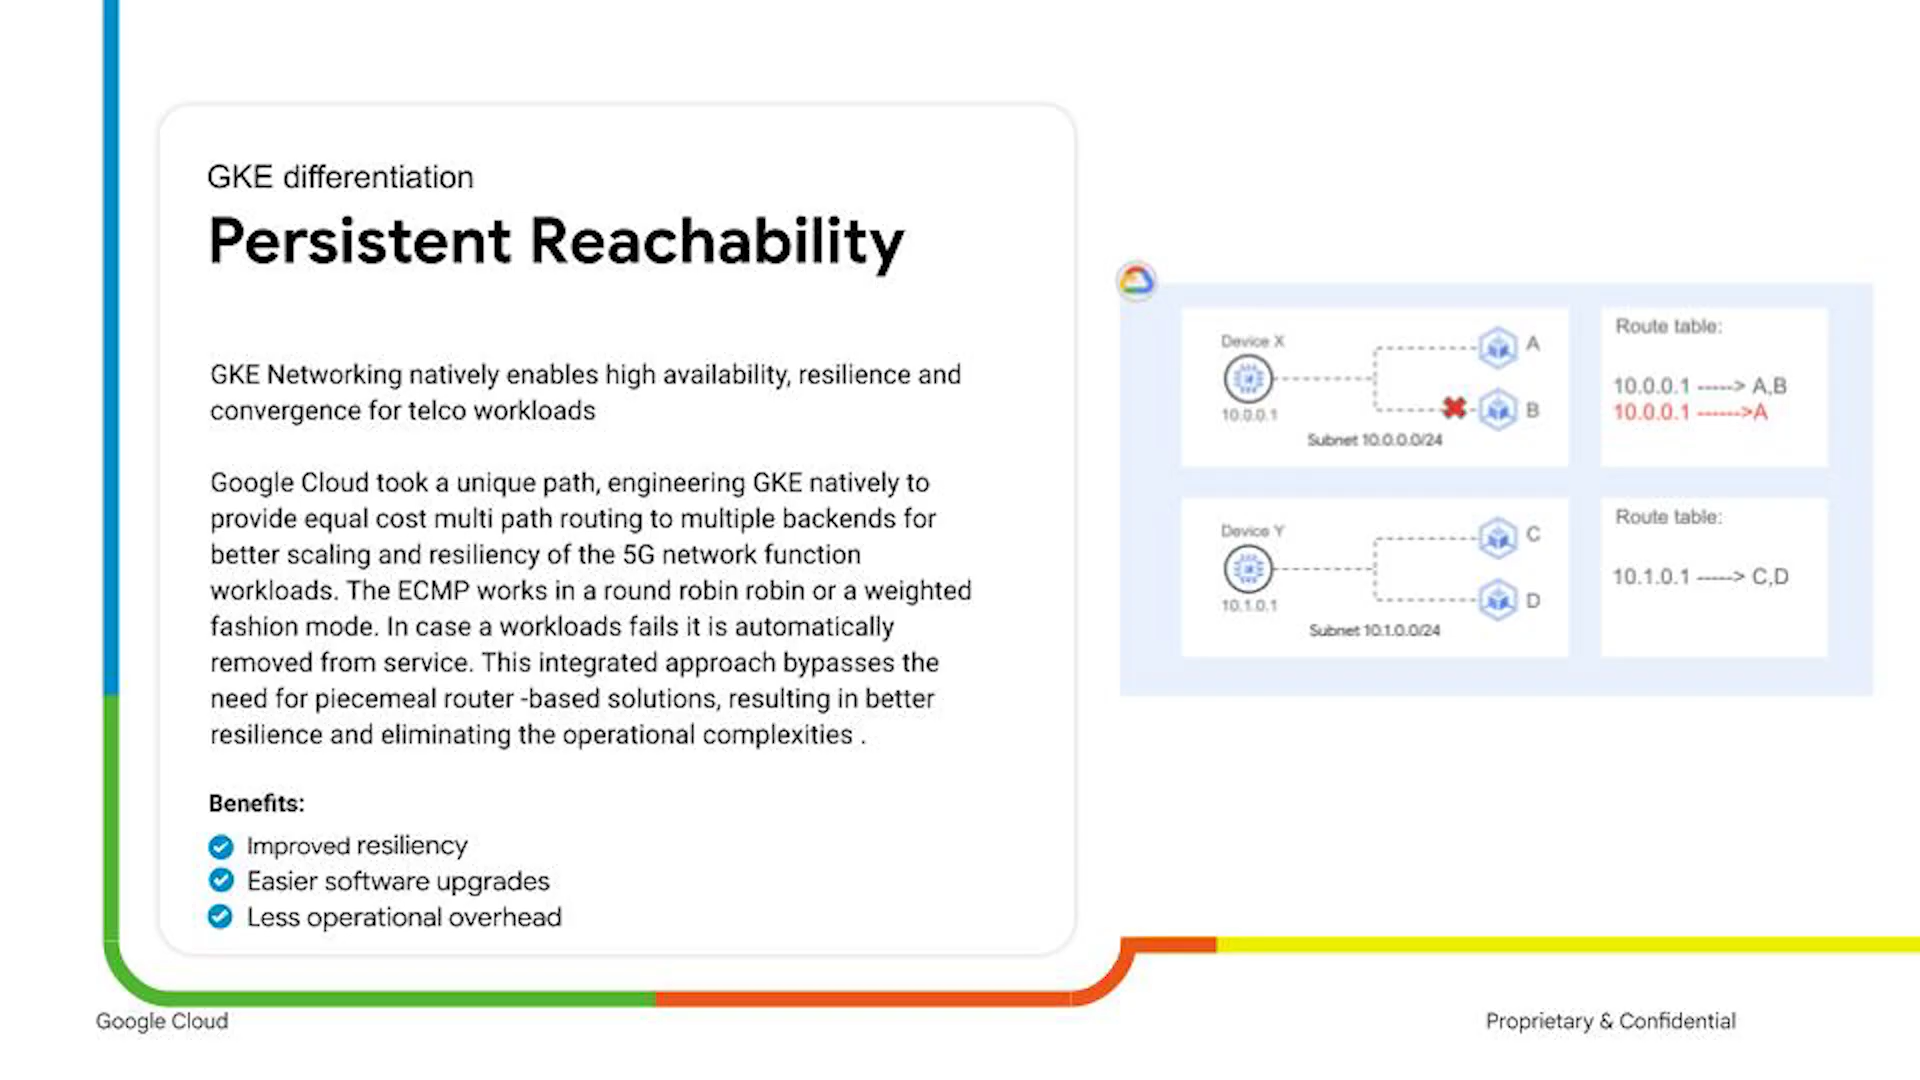 GKE differentiation
Persistent Reachability
GKE Networking natively enables high availability, resilience and
convergence for telco workloads
Google Cloud took a unique path, engineering GKE natively to
provide equal cost multi path routing to multiple backends for
better scaling and resiliency of the 5G network function
workloads. The ECMP works in a round robin robin or a weighted
fashion mode. In case a workloads fails it is automatically
removed from service. This integrated approach bypasses the
need for piecemeal router -based solutions, resulting in better
resilience and eliminating the operational complexities .
Benefits:
Improved resiliency
Easier software upgrades
Less operational overhead
Device X
10.0.0.1
A
B
Subnet 10.0.0.0/24
Route table:
10.0.0.1 -----> A,B
10.0.0.1 ------>A
Device Y
10.1.0.1
C
D
Subnet 10.1.0.0/24
Route table:
10.1.0.1 -----> C,D
Google Cloud
Proprietary & Confidential